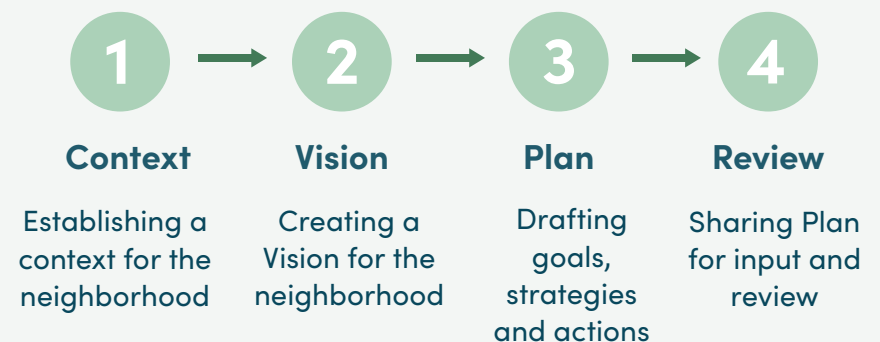 1
2
3
4
Context
Vision
Plan
Review
Establishing a
context for the
neighborhood
Creating a
Vision for the
neighborhood
Drafting
goals,
strategies
and actions
Sharing Plan
for input and
review